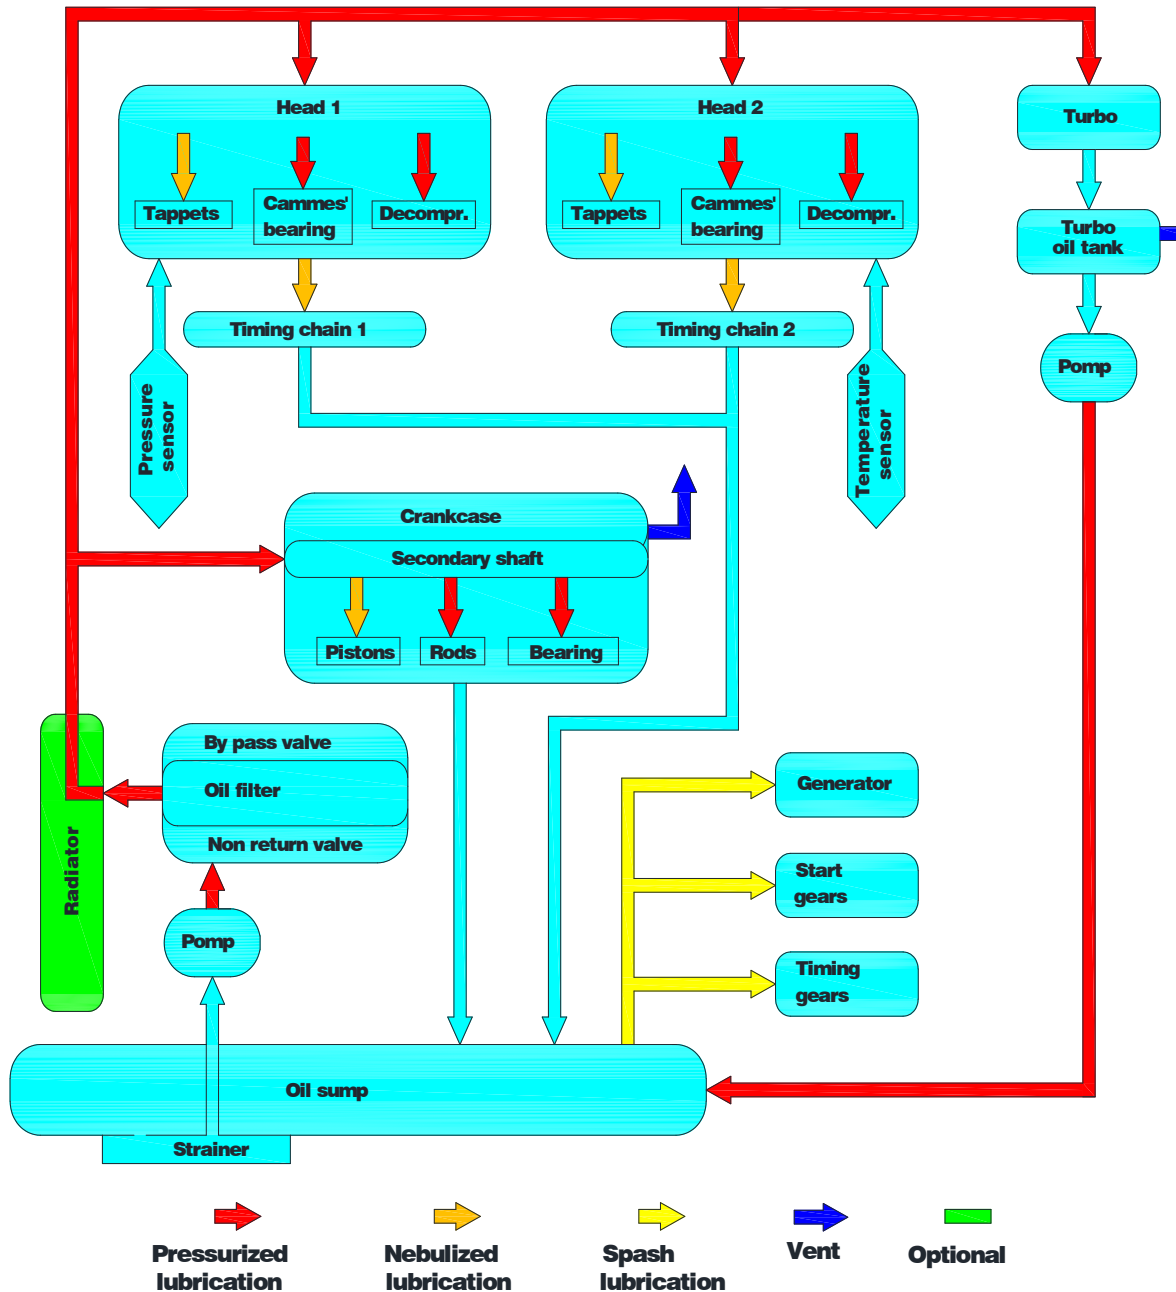 Head 1
Head 2
Turbo
Tappets
Cammes'
bearing
Decompr.
Tappets
Cammes'
bearing
Decompr.
Turbo
oil tank
Timing chain 1
Timing chain 2
Pomp
Pressure
sensor
Temperature
sensor
Crankcase
Secondary shaft
Pistons
Rods
Bearing
By pass valve
Oil filter
Non return valve
Radiator
Generator
Start
gears
Pomp
Timing
gears
Oil sump
Strainer
Pressurized
lubrication
Nebulized
lubrication
Spash
lubrication
Vent
Optional